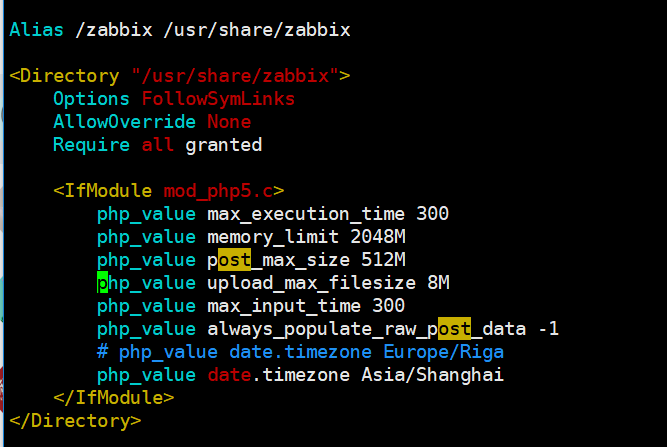 Alias /zabbix /usr/share/zabbix
<Directory "/usr/share/zabbix">
Options FollowSymLinks
AllowOverride None
Require all granted
<IfModule mod_php5.c>
php_value max_execution_time 300
php_value memory_limit 2048M
php_value post_max_size 512M
php_value upload_max_filesize 8M
php_value max_input_time 300
php_value always_populate_raw_post_data -1
# php_value date.timezone Europe/Riga
php_value date.timezone Asia/Shanghai
</IfModule>
</Directory>